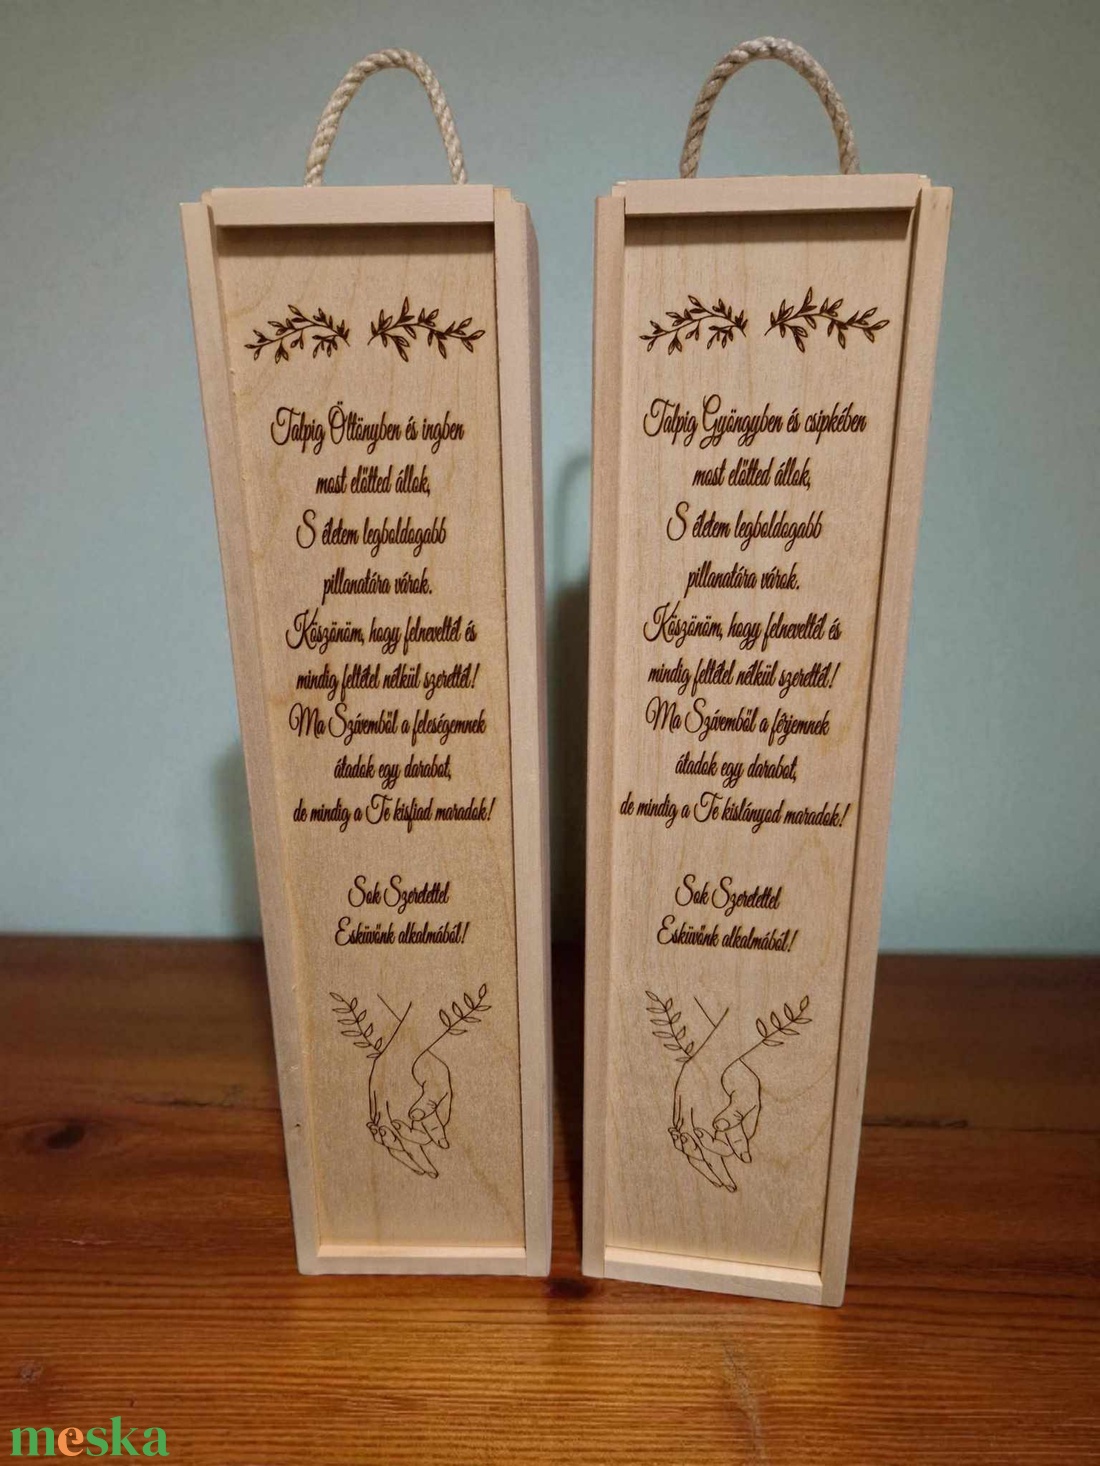 Talpig Öltönyben és ingben
most előtted állok,
S életem legboldogabb
pillanatára várok.
Köszönöm, hogy felneveltél és
mindig feltétel nélkül szerettél!
Ma Szívemből a feleségemnek
átadok egy darabot,
de mindig a Te kisfiad maradok!
Sok Szeretettel
Esküvőnk alkalmából!
Talpig Gyöngyben és csipkében
most előtted állok,
S életem legboldogabb
pillanatára várok.
Köszönöm, hogy felneveltél és
mindig feltétel nélkül szerettél!
Ma Szívemből a férjemnek
átadok egy darabot,
de mindig a Te kislányod maradok!
Sok Szeretettel
Esküvőnk alkalmából!
meska